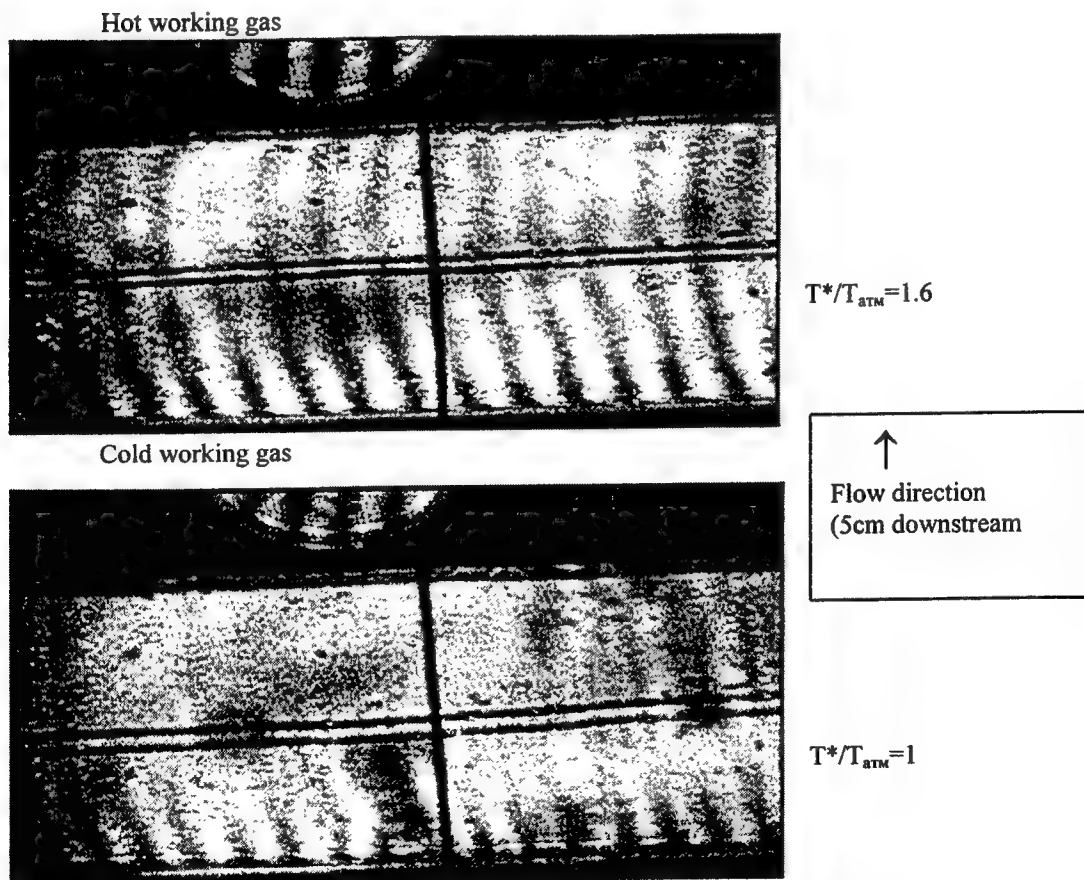 Hot working gas
T*/Tатм=1.6
Cold working gas
↑
Flow direction
(5cm downstream
T*/Tатм=1